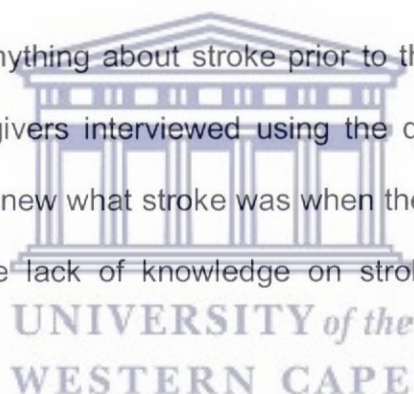 nything about stroke prior to th
givers interviewed using the
new what stroke was when the
lack of knowledge on strok
UNIVERSITY of the
WESTERN CAPE